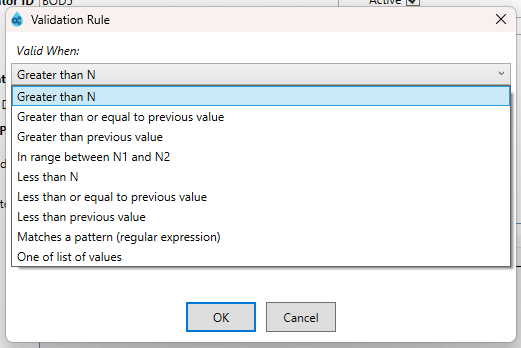 ator ID BOD5 Active
Validation Rule
Valid When:
Greater than N
Greater than N
Greater than or equal to previous value
Greater than previous value
In range between N1 and N2
Less than N
Less than or equal to previous value
Less than previous value
Matches a pattern (regular expression)
One of list of values
OK Cancel